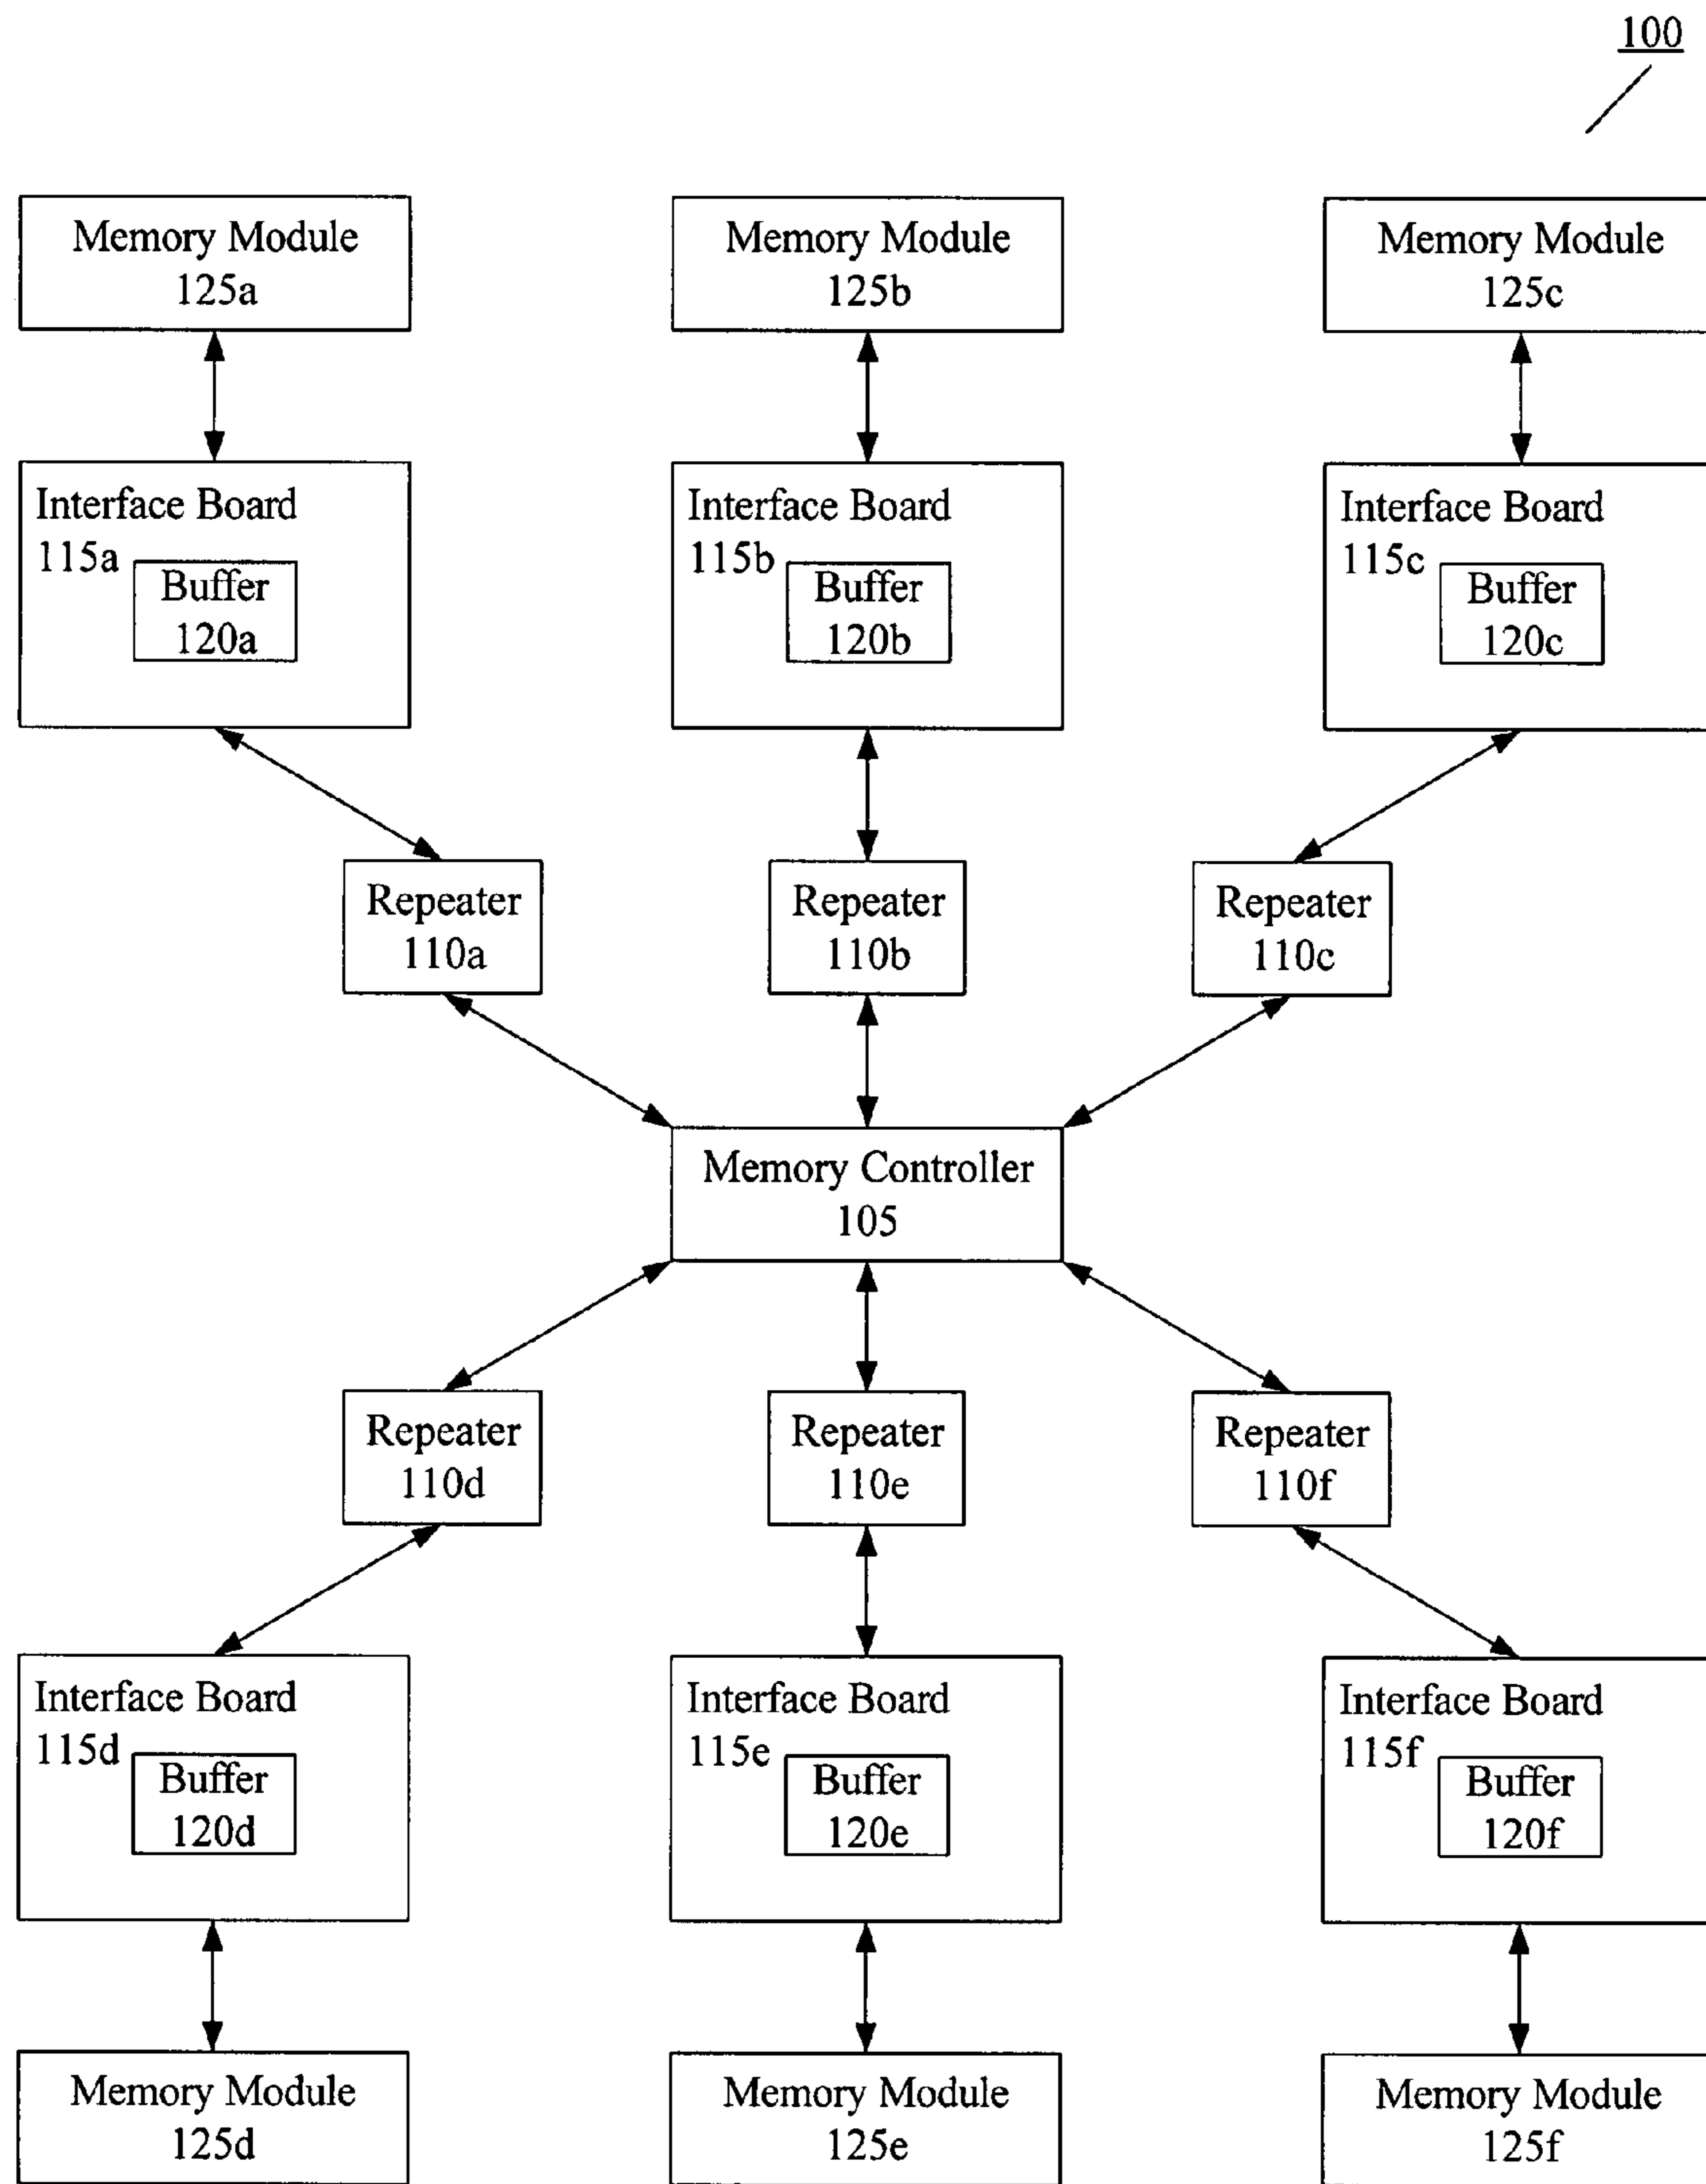 100
Memory Module
125a
Memory Module
125b
Memory Module
125c
Interface Board
115a
Buffer
120a
Interface Board
115b
Buffer
120b
Interface Board
115c
Buffer
120c
Repeater
110a
Repeater
110b
Repeater
110c
Memory Controller
105
Repeater
110d
Repeater
110e
Repeater
110f
Interface Board
115d
Buffer
120d
Interface Board
115e
Buffer
120e
Interface Board
115f
Buffer
120f
Memory Module
125d
Memory Module
125e
Memory Module
125f